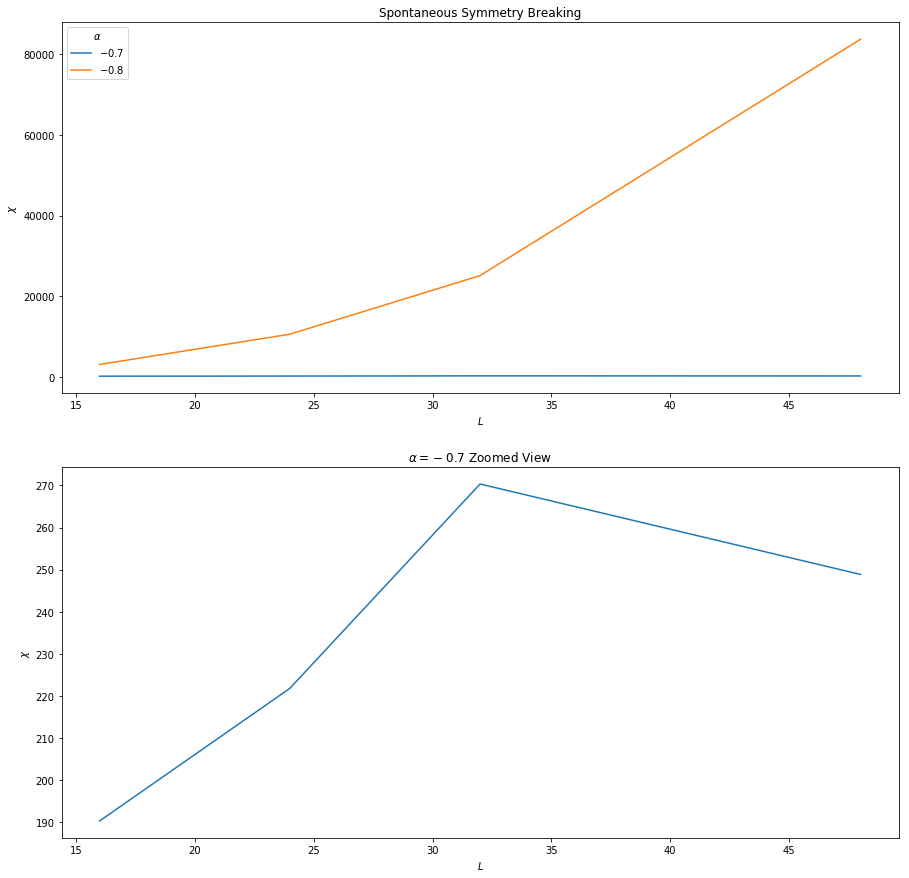 Spontaneous Symmetry Breaking
α
−0.7
−0.8
80000
60000
40000
20000
0
χ
15 20 25 30 35 40 45
L
α = − 0.7 Zoomed View
270
260
250
240
230
220
210
200
190
χ
15 20 25 30 35 40 45
L